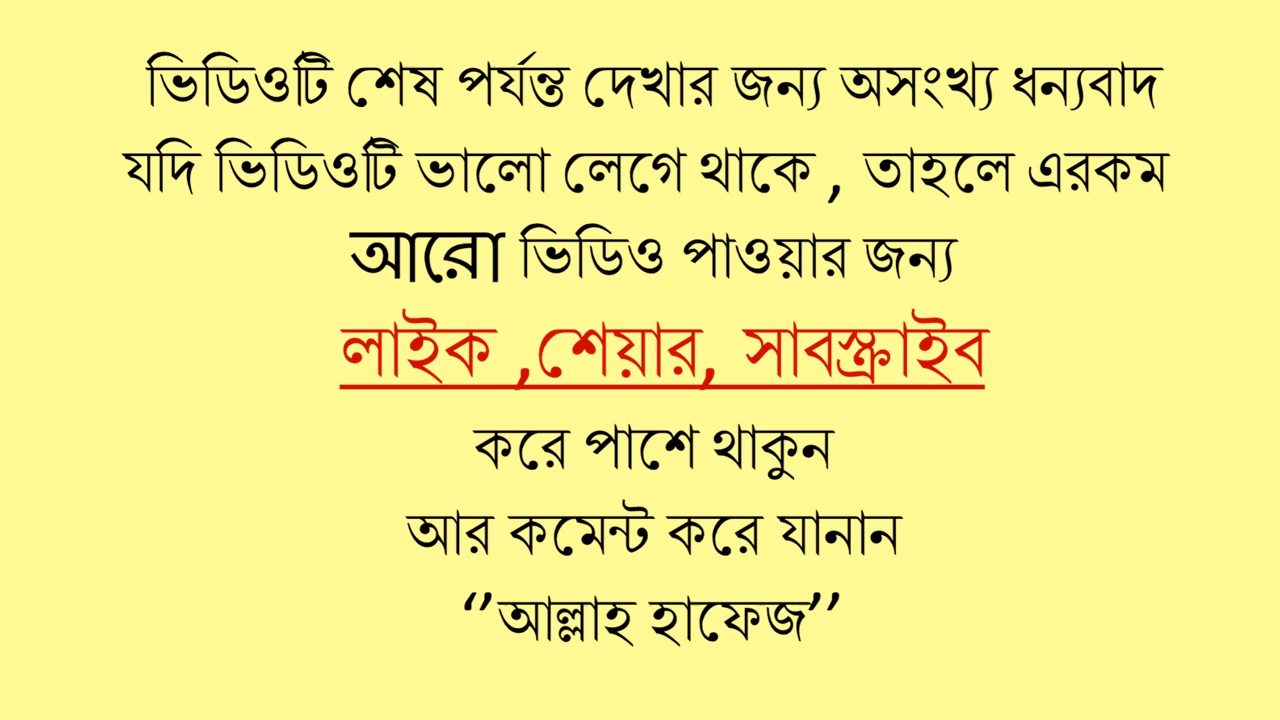 ভিডিওটি শেষ পর্যন্ত দেখার জন্য অসংখ্য ধন্যবাদ
যদি ভিডিওটি ভালো লেগে থাকে , তাহলে এরকম
আরো ভিডিও পাওয়ার জন্য
লাইক ,শেয়ার, সাবস্ক্রাইব
করে পাশে থাকুন
আর কমেন্ট করে যানান
‘’আল্লাহ হাফেজ’’